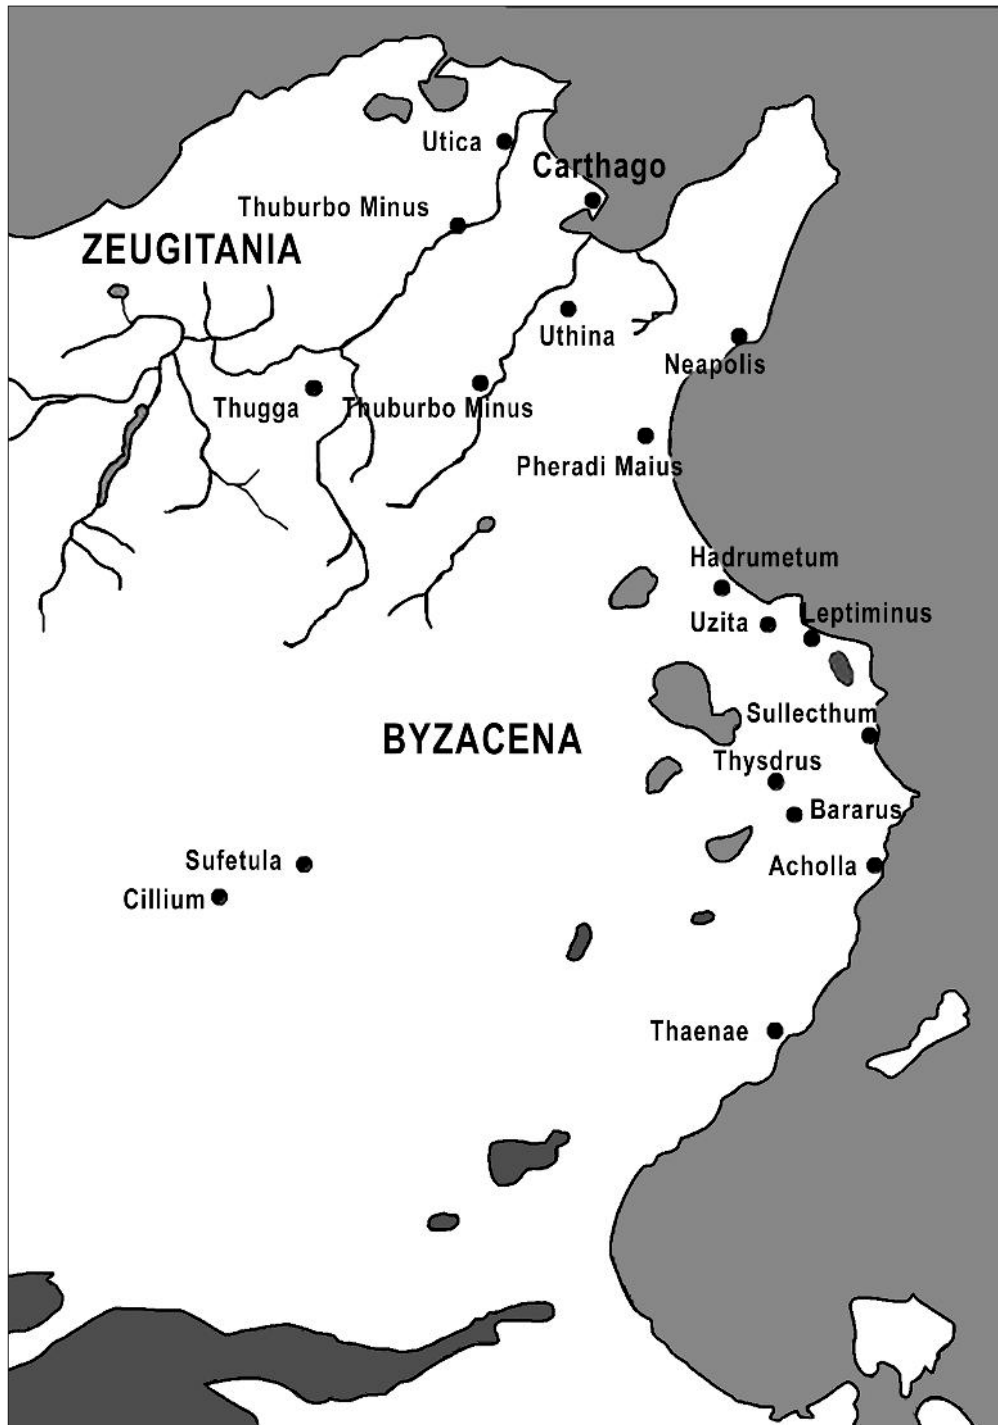 Utica
Carthago
Thuburbo Minus
ZEUGITANIA
Uthina
Neapolis
Thugga
Thuburbo Minus
Pheradi Maius
Hadrumetum
Uzita
Leptiminus
Sullecthum
BYZACENA
Thysdrus
Bararus
Sufetula
Acholla
Cillium
Thaenae